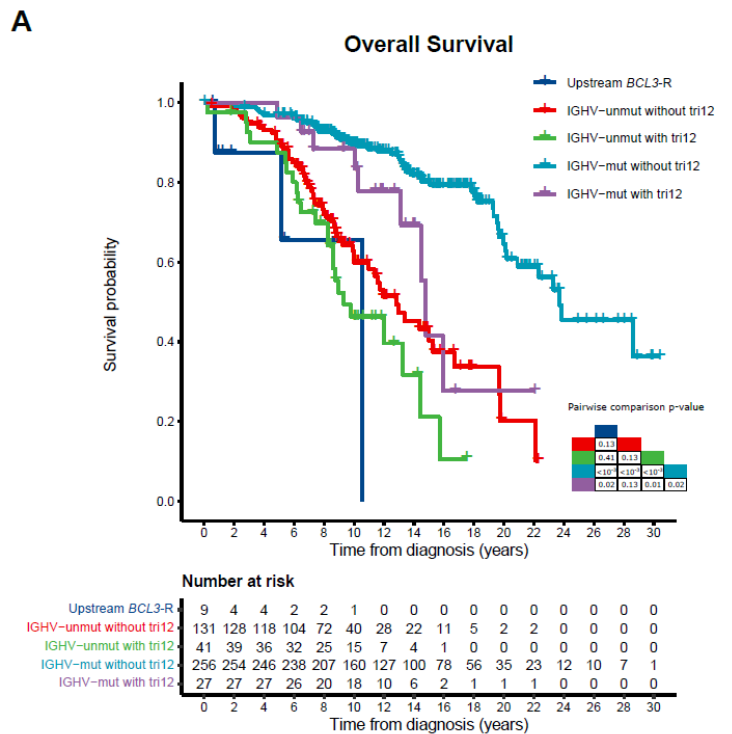 A
Overall Survival
Upstream BCL3-R
IGHV-unmut without tri12
IGHV-unmut with tri12
IGHV-mut without tri12
IGHV-mut with tri12
1.0
0.8
0.6
0.4
0.2
0.0
Survival probability
Pairwise comparison p-value
0.13
0.41 0.13
<10⁻³ <10⁻³ <10⁻³
0.02 0.13 0.01 0.02
0 2 4 6 8 10 12 14 16 18 20 22 24 26 28 30
Time from diagnosis (years)
Number at risk
Upstream BCL3-R 9 4 4 2 2 1 0 0 0 0 0 0 0 0 0 0
IGHV-unmut without tri12 131 128 118 104 72 40 28 22 11 5 2 2 0 0 0 0
IGHV-unmut with tri12 41 39 36 32 25 15 7 4 1 0 0 0 0 0 0 0
IGHV-mut without tri12 256 254 246 238 207 160 127 100 78 56 35 23 12 10 7 1
IGHV-mut with tri12 27 27 27 26 20 18 10 6 2 1 1 1 0 0 0 0
0 2 4 6 8 10 12 14 16 18 20 22 24 26 28 30
Time from diagnosis (years)